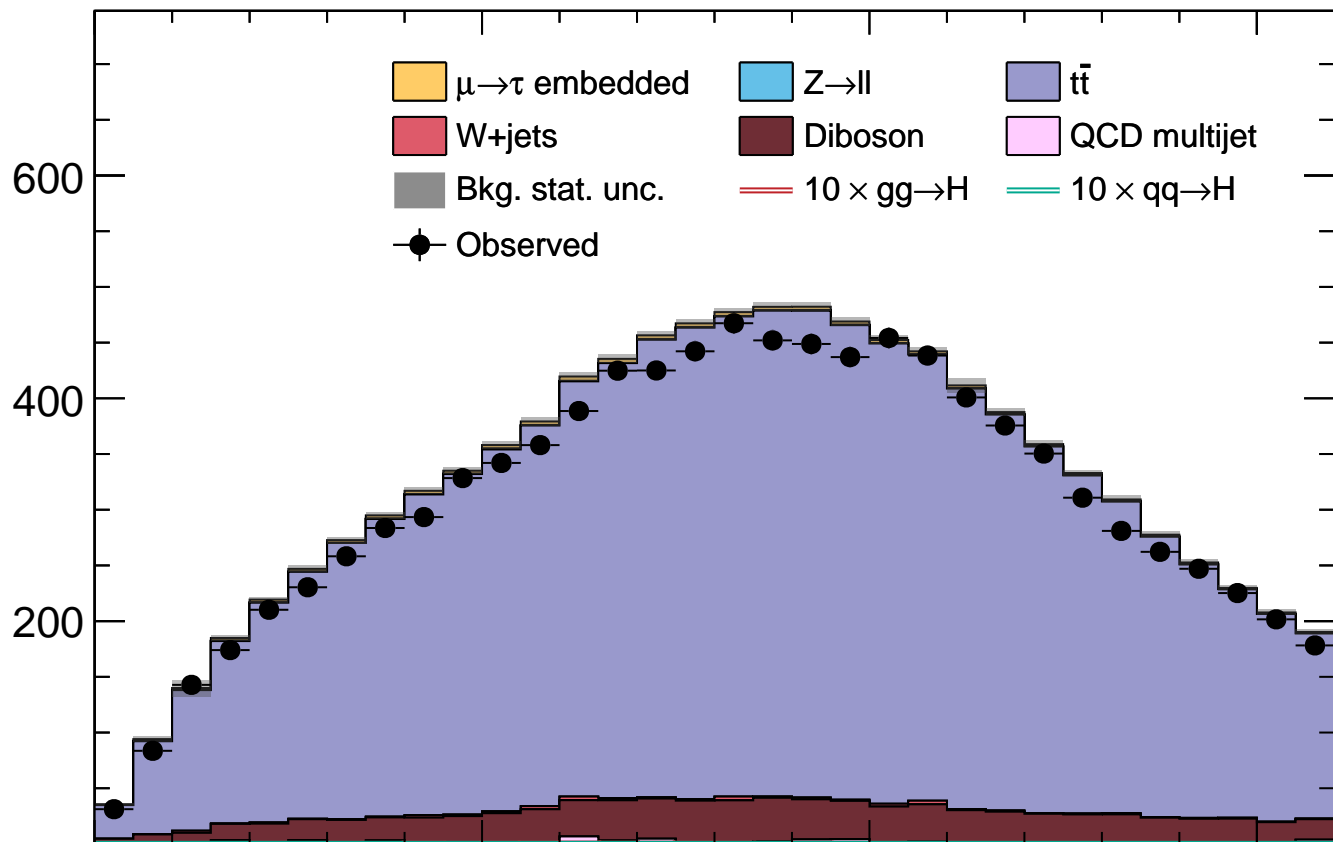 μ→τ embedded Z→ll tt̄
W+jets Diboson QCD multijet
600
Bkg. stat. unc. 10 × gg→H 10 × qq→H
Observed
400
200